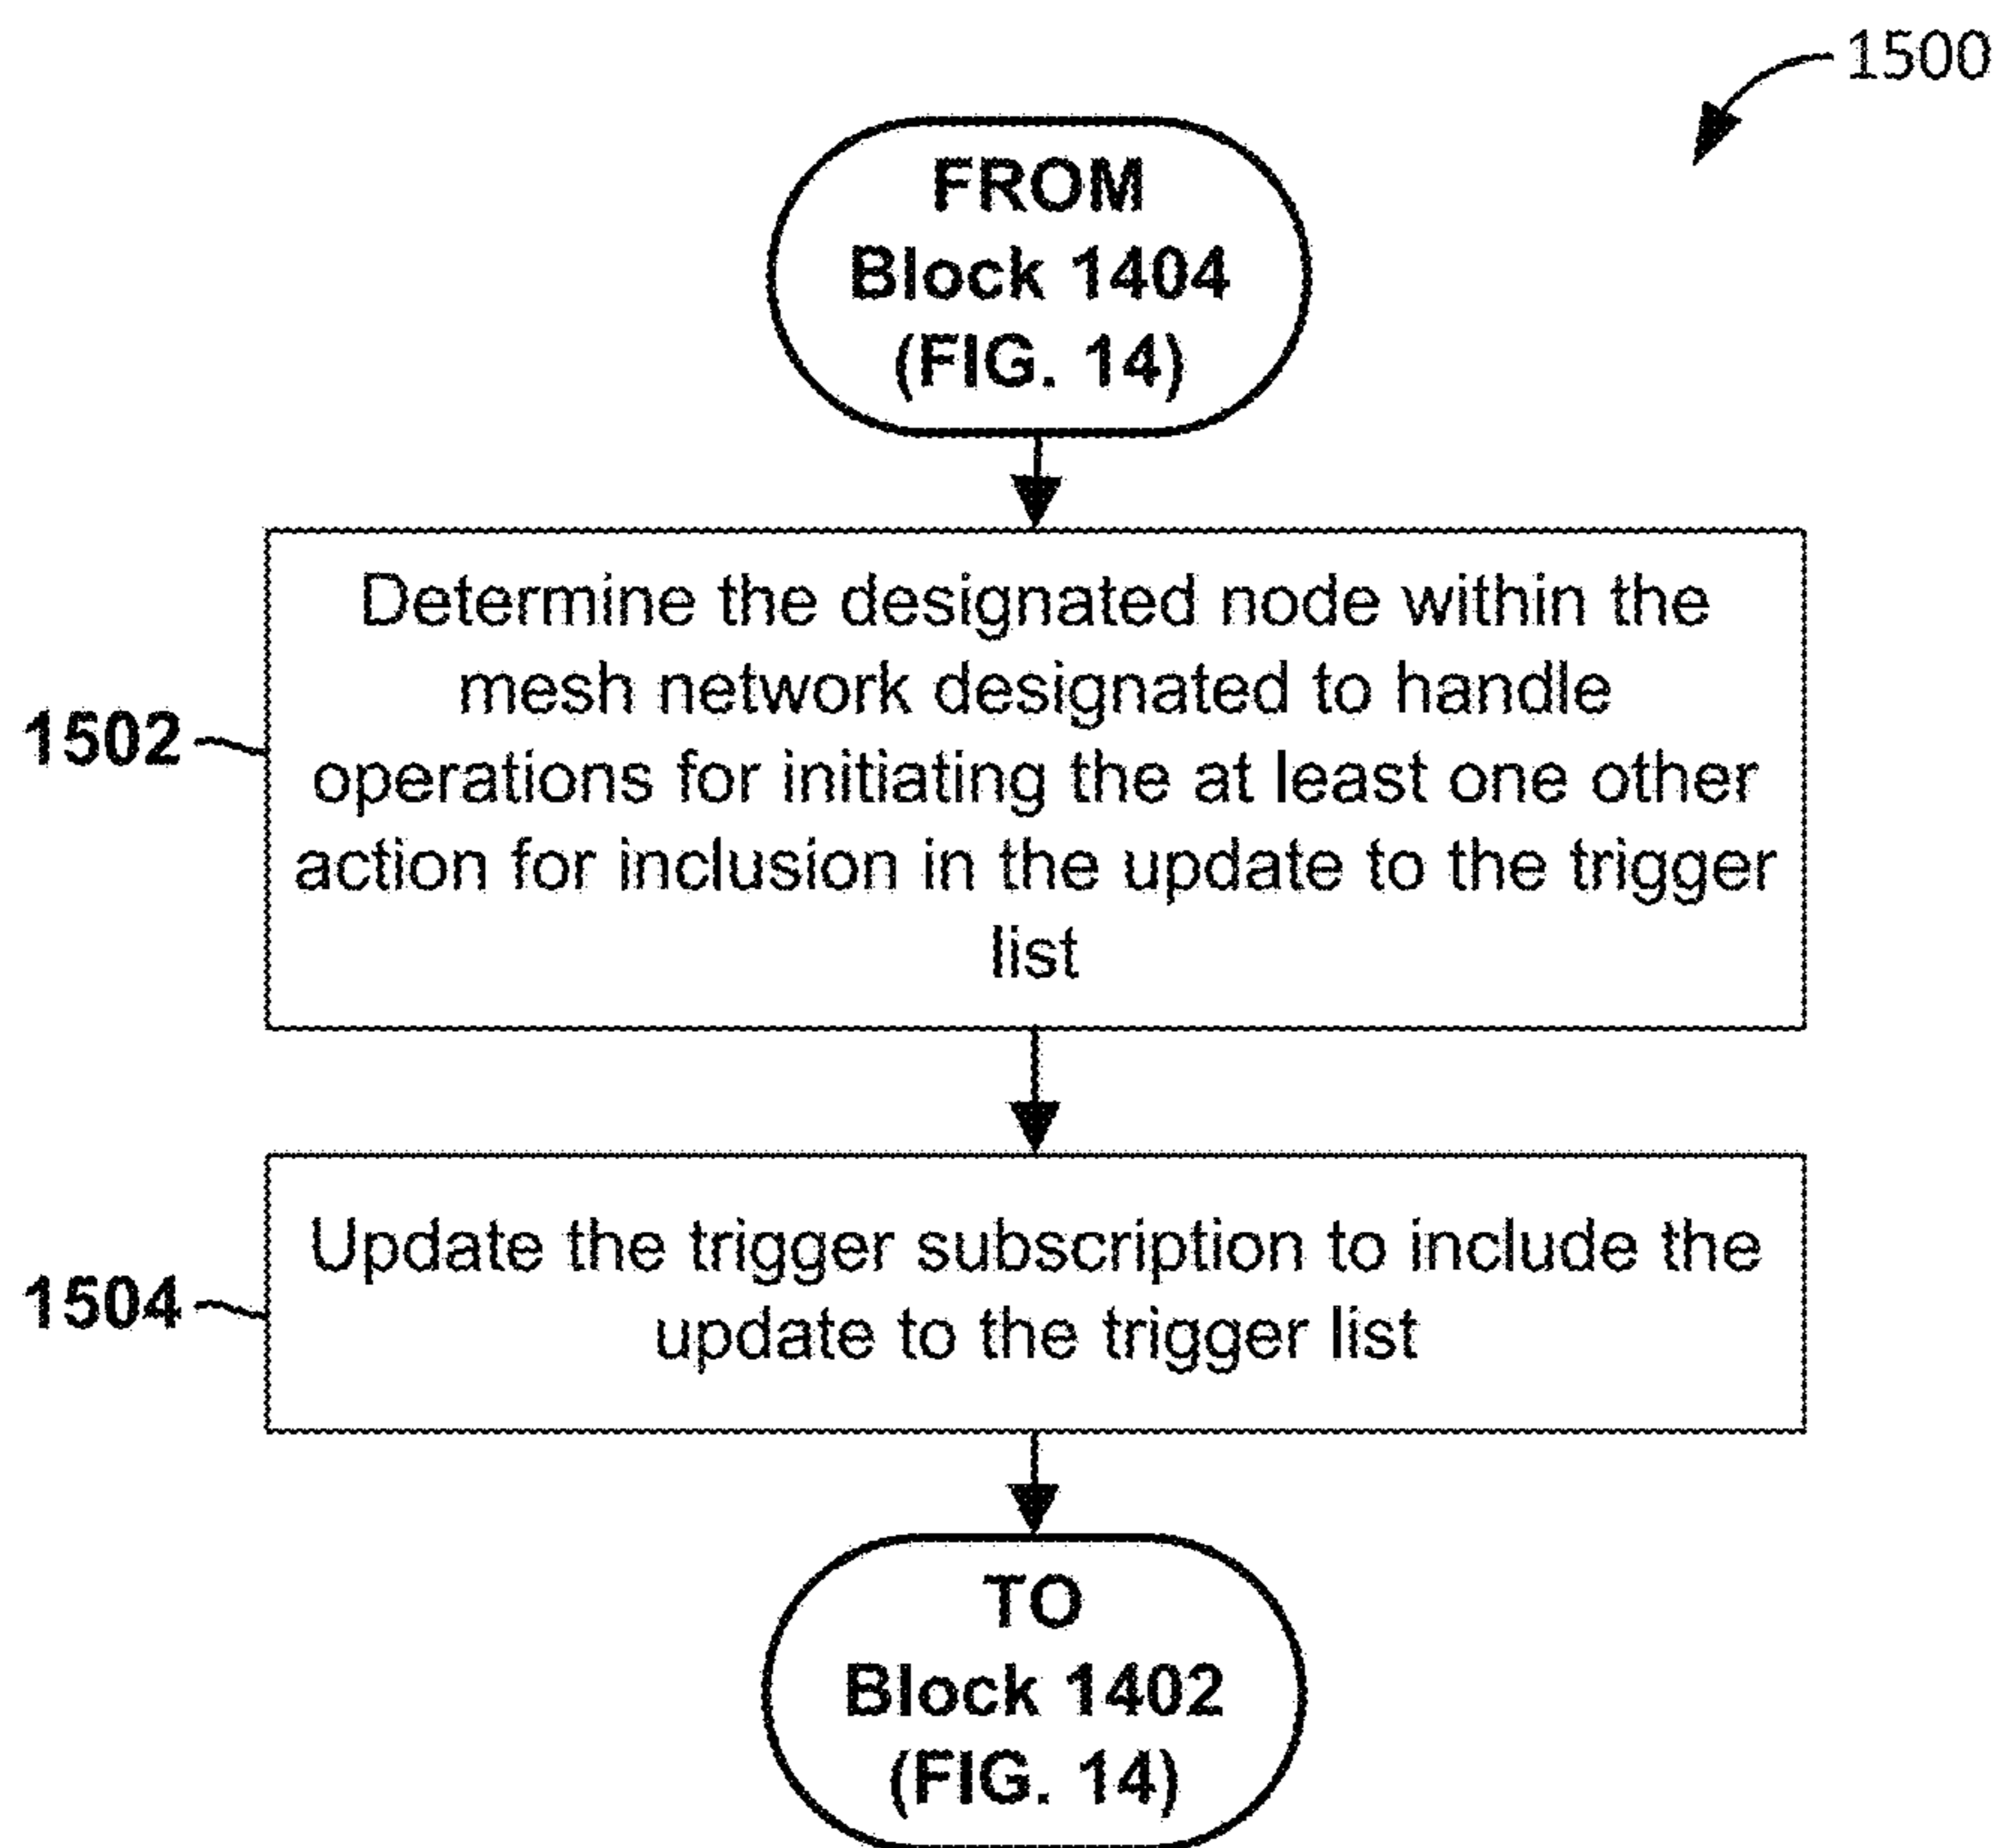 1500
FROM
Block 1404
(FIG. 14)
1502
Determine the designated node within the
mesh network designated to handle
operations for initiating the at least one other
action for inclusion in the update to the trigger
list
1504
Update the trigger subscription to include the
update to the trigger list
TO
Block 1402
(FIG. 14)